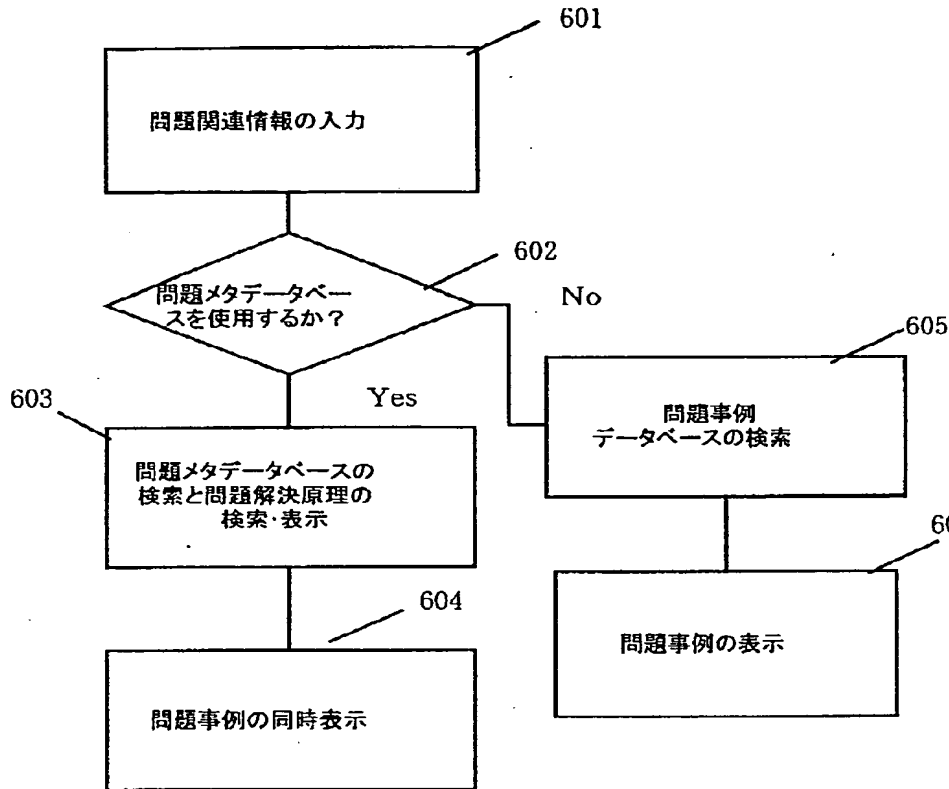 601
問題関連情報の入力
602
問題メタデータベー
スを使用するか？
No
605
603
Yes
問題事例
データベースの検索
問題メタデータベースの
検索と問題解決原理の
検索・表示
604
問題事例の表示
問題事例の同時表示